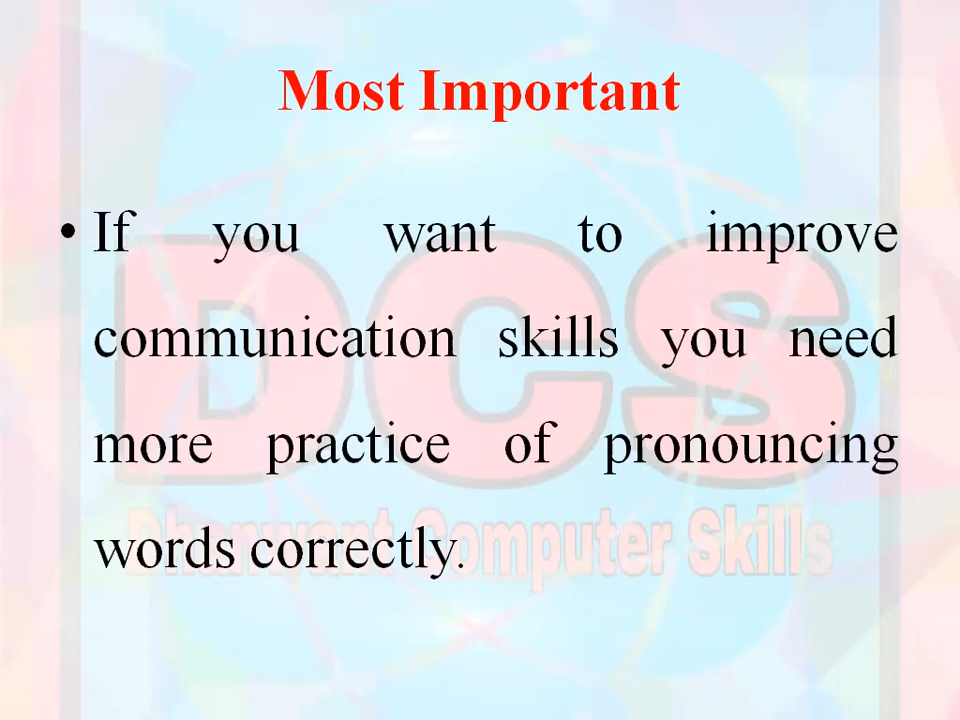 Most Important
• If you want to improve
communication skills you need
more practice of pronouncing
words correctly.
DCS
Dhanwant Computer Skills